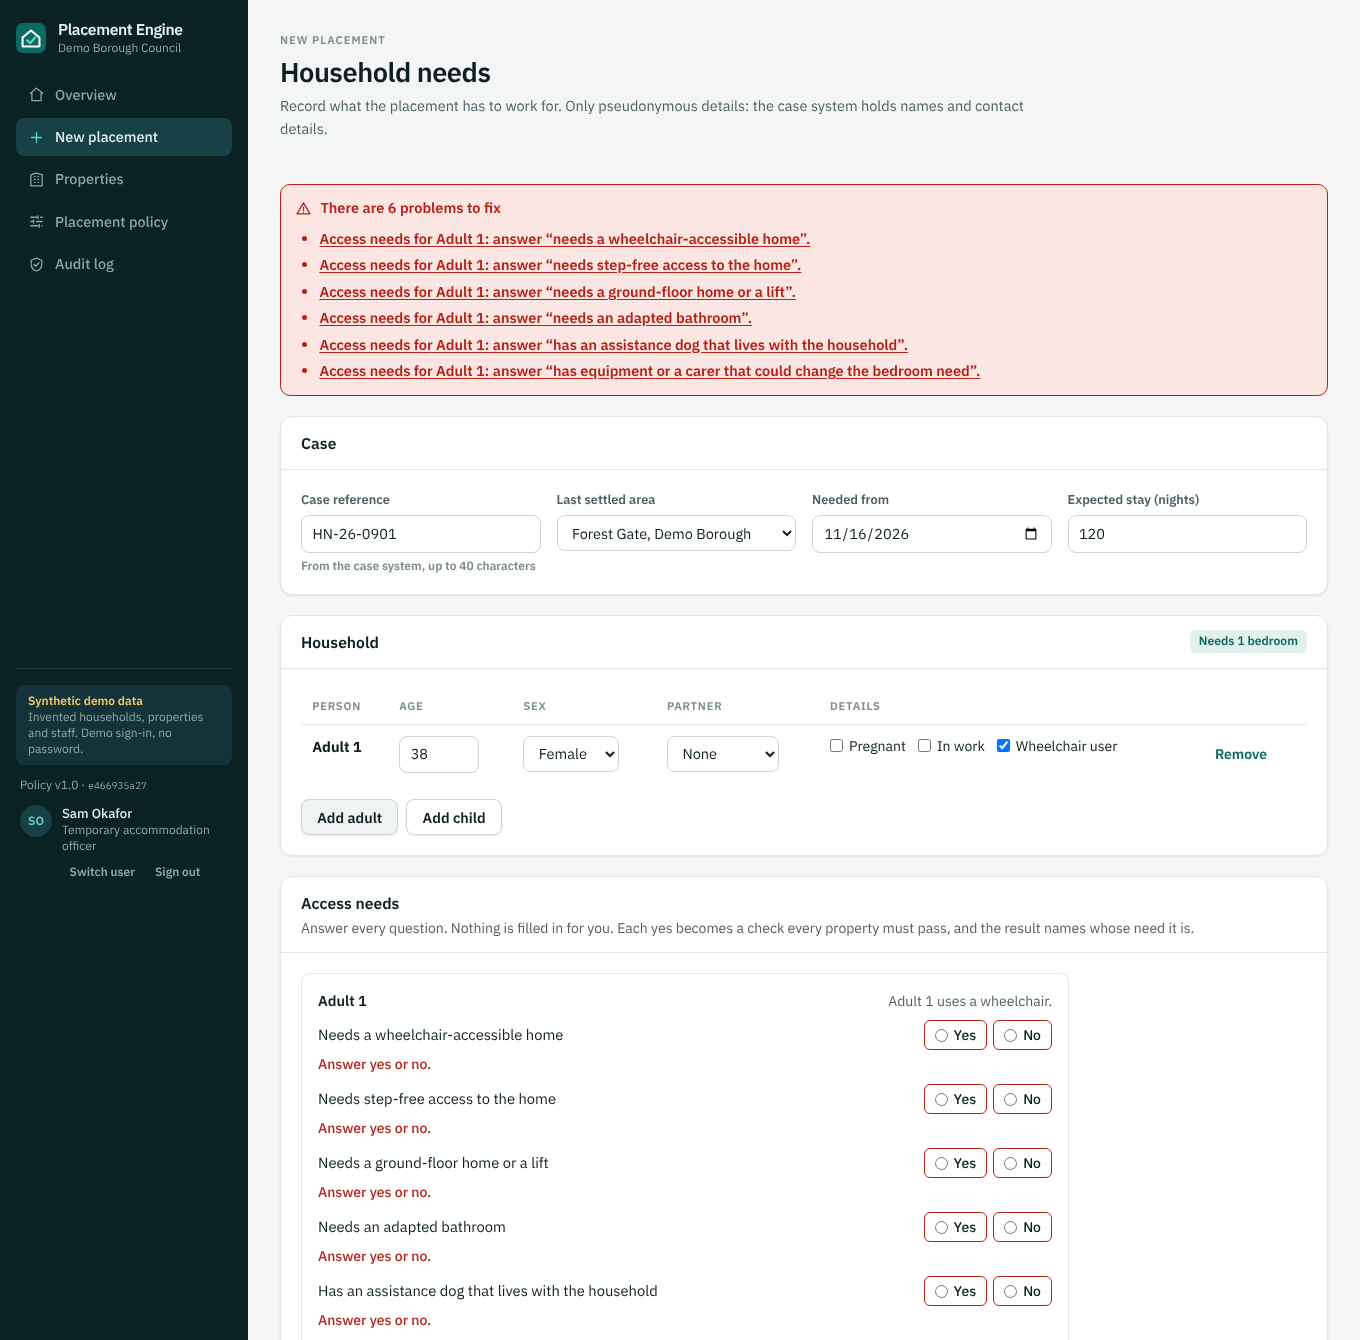 Placement Engine
Demo Borough Council
Overview
New placement
Properties
Placement policy
Audit log
Synthetic demo data
Invented households, properties
and staff. Demo sign-in, no
password.
Policy v1.0 · e466935a27
SO
Sam Okafor
Temporary accommodation
officer
Switch user Sign out
NEW PLACEMENT
Household needs
Record what the placement has to work for. Only pseudonymous details: the case system holds names and contact
details.
There are 6 problems to fix
• Access needs for Adult 1: answer “needs a wheelchair-accessible home”.
• Access needs for Adult 1: answer “needs step-free access to the home”.
• Access needs for Adult 1: answer “needs a ground-floor home or a lift”.
• Access needs for Adult 1: answer “needs an adapted bathroom”.
• Access needs for Adult 1: answer “has an assistance dog that lives with the household”.
• Access needs for Adult 1: answer “has equipment or a carer that could change the bedroom need”.
Case
Case reference Last settled area Needed from Expected stay (nights)
HN-26-0901 Forest Gate, Demo Borough 11/16/2026 120
From the case system, up to 40 characters
Household Needs 1 bedroom
PERSON AGE SEX PARTNER DETAILS
Adult 1 38 Female None Pregnant In work Wheelchair user Remove
Add adult Add child
Access needs
Answer every question. Nothing is filled in for you. Each yes becomes a check every property must pass, and the result names whose need it is.
Adult 1 Adult 1 uses a wheelchair.
Needs a wheelchair-accessible home Yes No
Answer yes or no.
Needs step-free access to the home Yes No
Answer yes or no.
Needs a ground-floor home or a lift Yes No
Answer yes or no.
Needs an adapted bathroom Yes No
Answer yes or no.
Has an assistance dog that lives with the household Yes No
Answer yes or no.